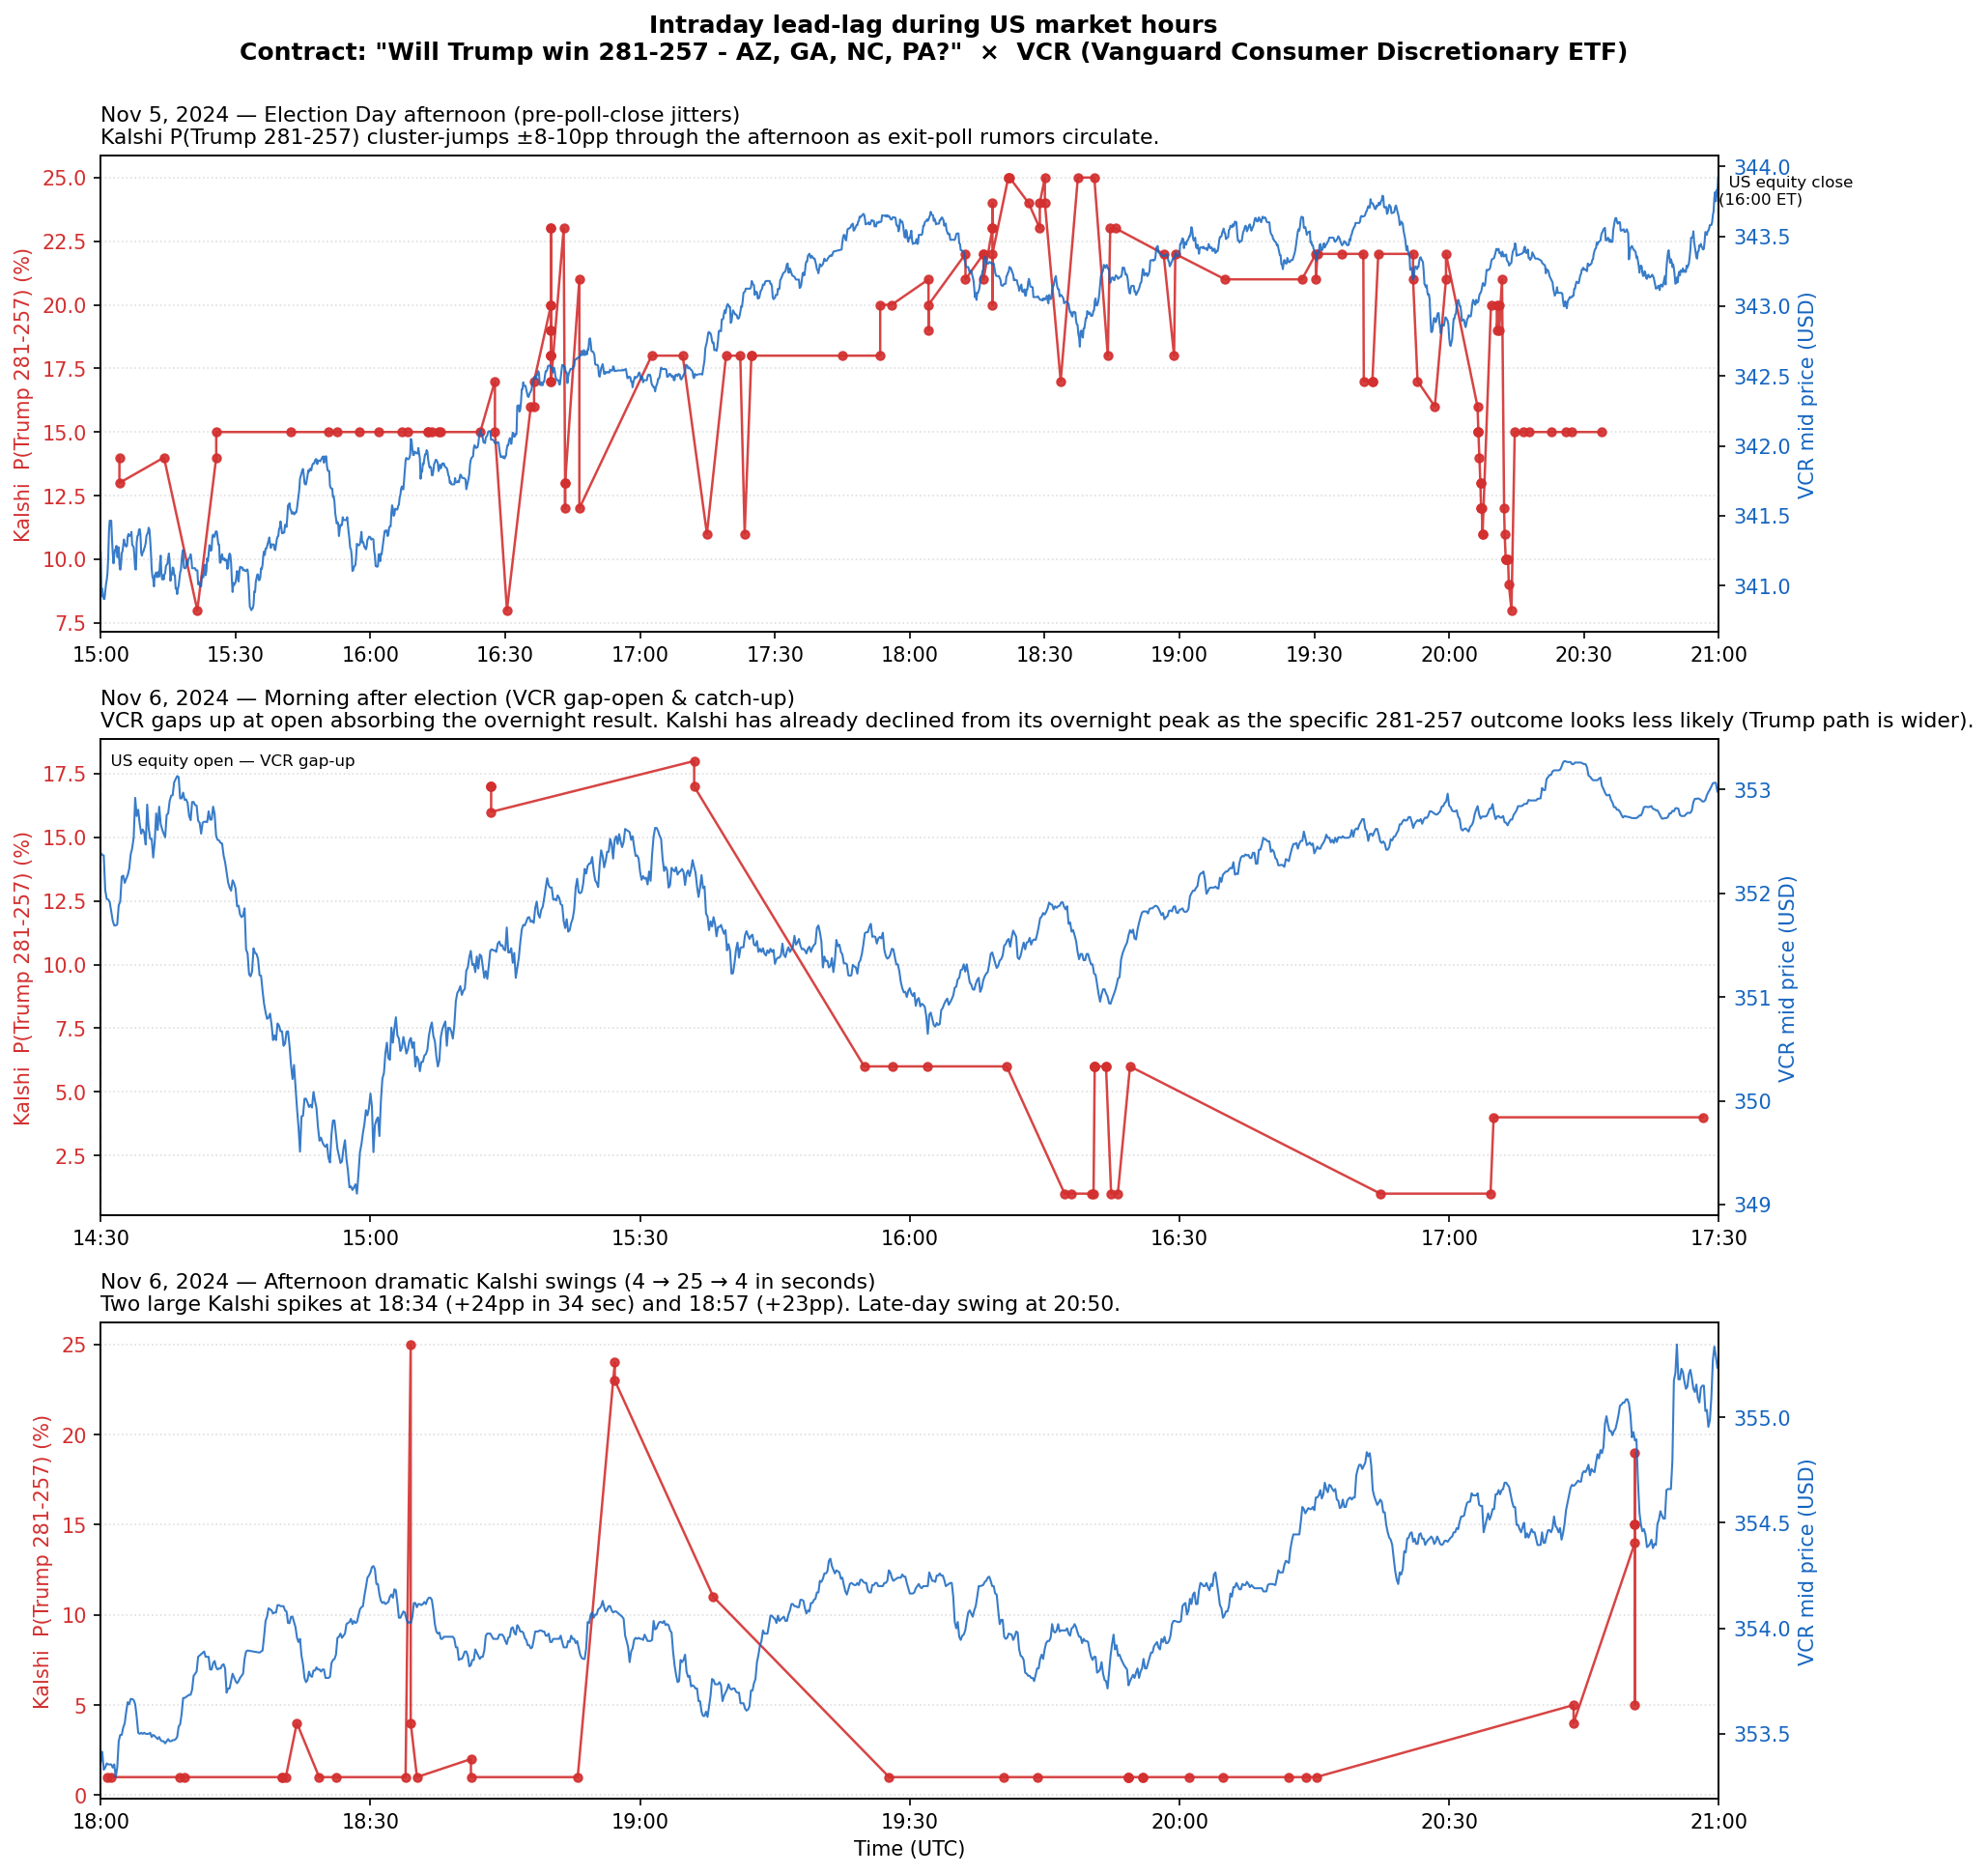 Intraday lead-lag during US market hours
Contract: "Will Trump win 281-257 - AZ, GA, NC, PA?"  ×  VCR (Vanguard Consumer Discretionary ETF)
Nov 5, 2024 — Election Day afternoon (pre-poll-close jitters)
Kalshi P(Trump 281-257) cluster-jumps ±8-10pp through the afternoon as exit-poll rumors circulate.
Kalshi  P(Trump 281-257) (%)
25.0
22.5
20.0
17.5
15.0
12.5
10.0
7.5
344.0
343.5
343.0
342.5
342.0
341.5
341.0
VCR mid price (USD)
US equity close
(16:00 ET)
15:00 15:30 16:00 16:30 17:00 17:30 18:00 18:30 19:00 19:30 20:00 20:30 21:00
Nov 6, 2024 — Morning after election (VCR gap-open & catch-up)
VCR gaps up at open absorbing the overnight result. Kalshi has already declined from its overnight peak as the specific 281-257 outcome looks less likely (Trump path is wider).
US equity open — VCR gap-up
Kalshi  P(Trump 281-257) (%)
17.5
15.0
12.5
10.0
7.5
5.0
2.5
353
352
351
350
349
VCR mid price (USD)
14:30 15:00 15:30 16:00 16:30 17:00 17:30
Nov 6, 2024 — Afternoon dramatic Kalshi swings (4 → 25 → 4 in seconds)
Two large Kalshi spikes at 18:34 (+24pp in 34 sec) and 18:57 (+23pp). Late-day swing at 20:50.
Kalshi  P(Trump 281-257) (%)
25
20
15
10
5
0
355.0
354.5
354.0
353.5
VCR mid price (USD)
18:00 18:30 19:00 19:30 20:00 20:30 21:00
Time (UTC)